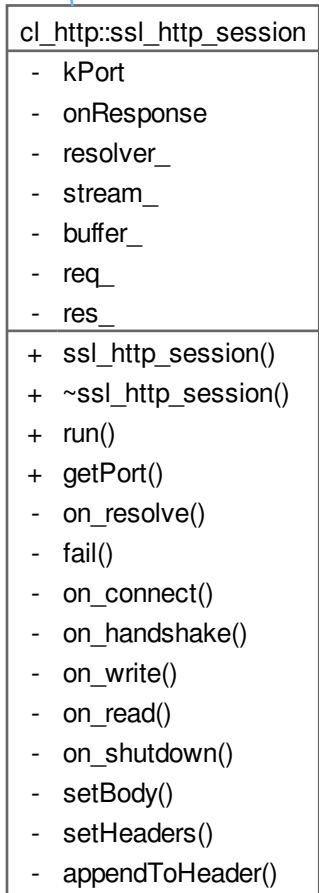 cl_http::ssl_http_session
- kPort
- onResponse
- resolver_
- stream_
- buffer_
- req_
- res_
+ ssl_http_session()
+ ~ssl_http_session()
+ run()
+ getPort()
- on_resolve()
- fail()
- on_connect()
- on_handshake()
- on_write()
- on_read()
- on_shutdown()
- setBody()
- setHeaders()
- appendToHeader()